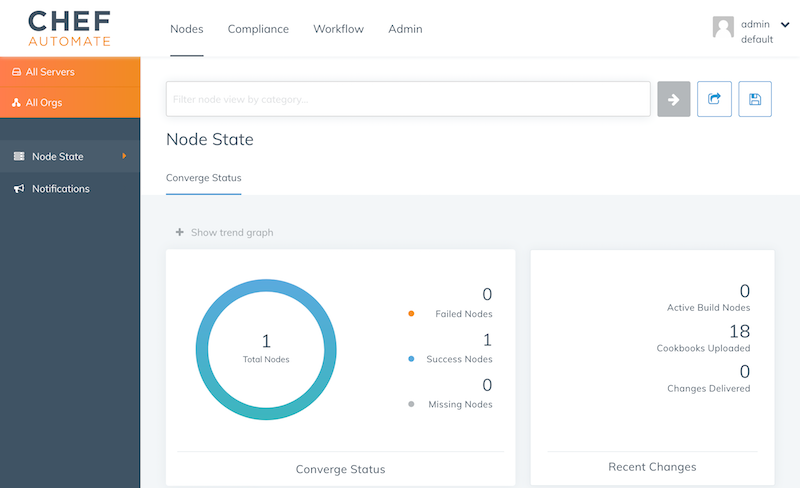 CHEF
AUTOMATE
Nodes
Compliance
Workflow
Admin
admin
default
All Servers
All Orgs
Node State
Notifications
Filter node view by category...
Node State
Converge Status
Show trend graph
1
Total Nodes
0
Failed Nodes
1
Success Nodes
0
Missing Nodes
Converge Status
0
Active Build Nodes
18
Cookbooks Uploaded
0
Changes Delivered
Recent Changes